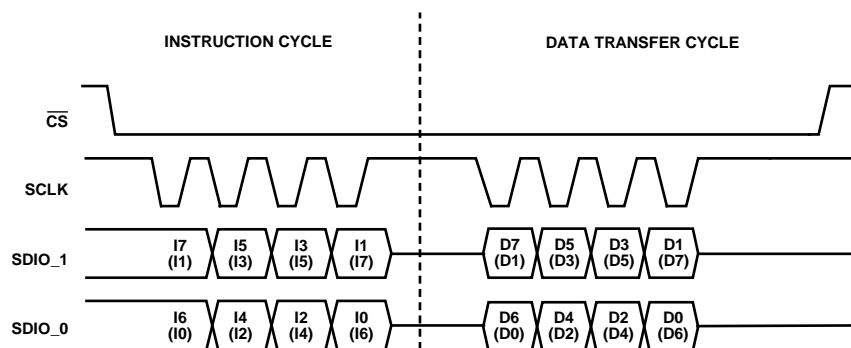 INSTRUCTION CYCLE DATA TRANSFER CYCLE
CS
SCLK
SDIO_1 I7 I5 I3 I1 D7 D5 D3 D1
(I1) (I3) (I5) (I7) (D1) (D3) (D5) (D7)
SDIO_0 I6 I4 I2 I0 D6 D4 D2 D0
(I0) (I2) (I4) (I6) (D0) (D2) (D4) (D6)